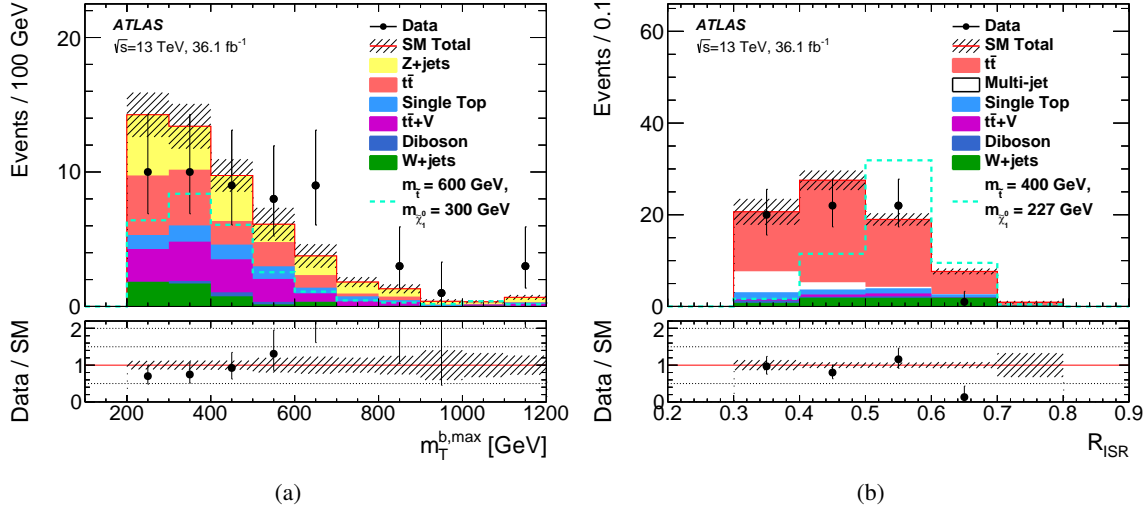 ATLAS
√s=13 TeV, 36.1 fb⁻¹
Data
SM Total
Z+jets
tt̄
Single Top
tt̄+V
Diboson
W+jets
m_t̃ = 600 GeV,
m_χ̃₁⁰ = 300 GeV
Events / 100 GeV
20
10
0
Data / SM
2
1
0
200 400 600 800 1000 1200
m_T^{b,max} [GeV]
(a)
ATLAS
√s=13 TeV, 36.1 fb⁻¹
Data
SM Total
tt̄
Multi-jet
Single Top
tt̄+V
Diboson
W+jets
m_t̃ = 400 GeV,
m_χ̃₁⁰ = 227 GeV
Events / 0.1
60
40
20
0
Data / SM
2
1
0
0.2 0.3 0.4 0.5 0.6 0.7 0.8 0.9
R_ISR
(b)